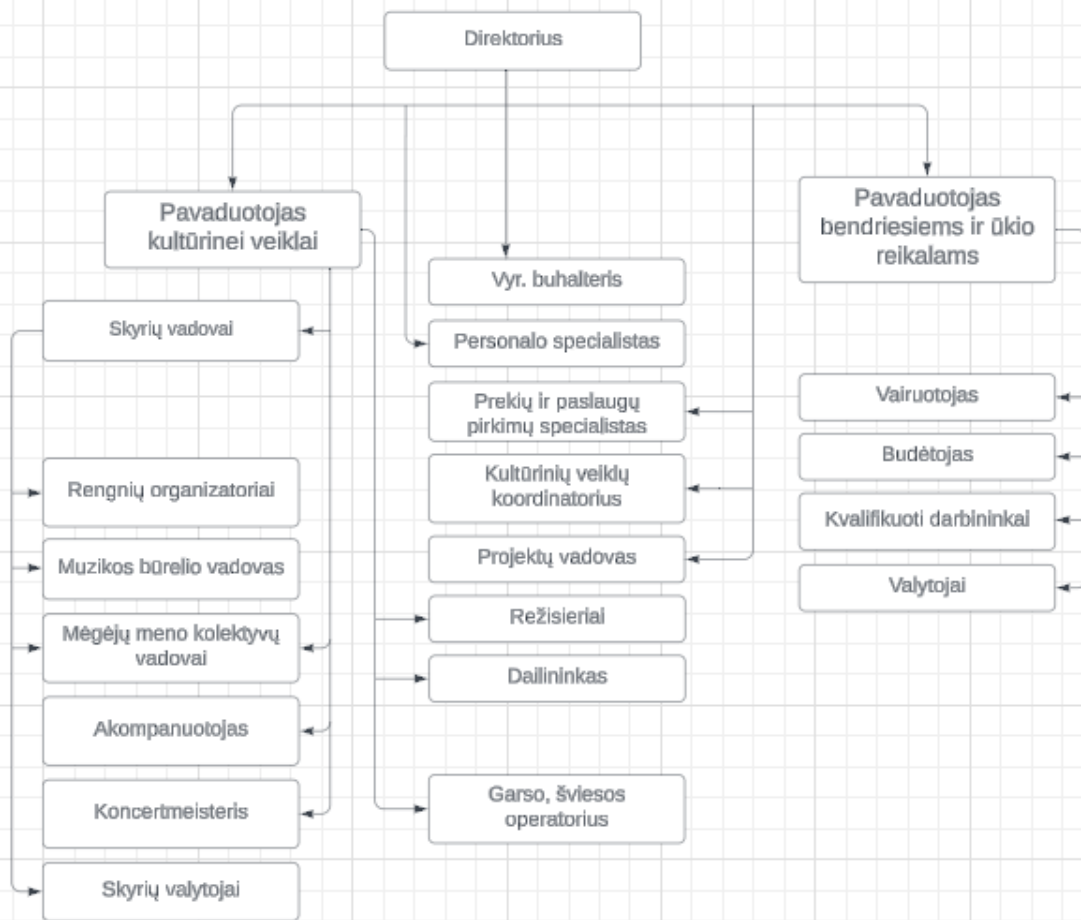 Direktorius
Pavaduotojas
kultūrinei veiklai
Pavaduotojas
bendriesiems ir ūkio
reikalams
Vyr. buhalteris
Personalo specialistas
Prekių ir paslaugų
pirkimų specialistas
Kultūrinių veiklų
koordinatorius
Projektų vadovas
Režisieriai
Dailininkas
Garso, šviesos
operatorius
Skyrių vadovai
Rengnių organizatoriai
Muzikos būrelio vadovas
Mėgėjų meno kolektyvų
vadovai
Akompanuotojas
Koncertmeisteris
Skyrių valytojai
Vairuotojas
Budėtojas
Kvalifikuoti darbininkai
Valytojai